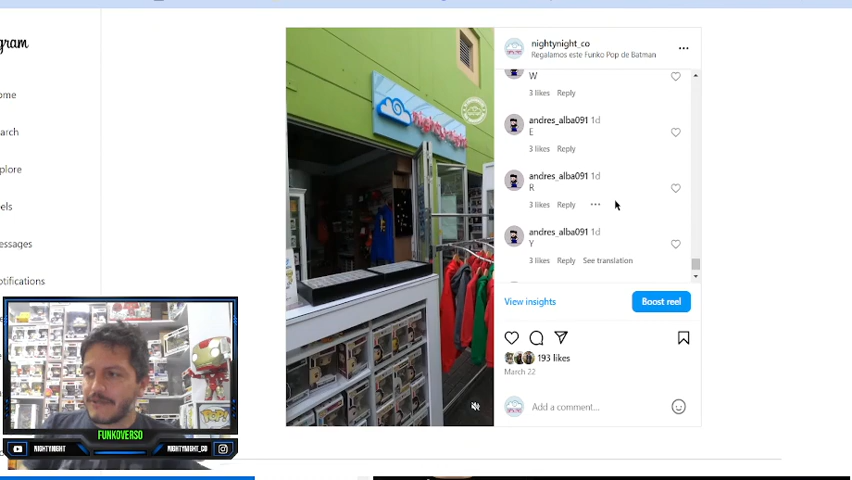 gram
ome
arch
plore
els
essages
otifications
nightynight_co
Regalamos este Funko Pop de Batman
W
3 likes Reply
andres_alba091 1d
E
3 likes Reply
andres_alba091 1d
R
3 likes Reply ...
andres_alba091 1d
Y
3 likes Reply See translation
View insights
Boost reel
193 likes
March 22
Add a comment...
POP!
FUNKOVERSO
NIGHTYNIGHT
NIGHTYNIGHT_CO